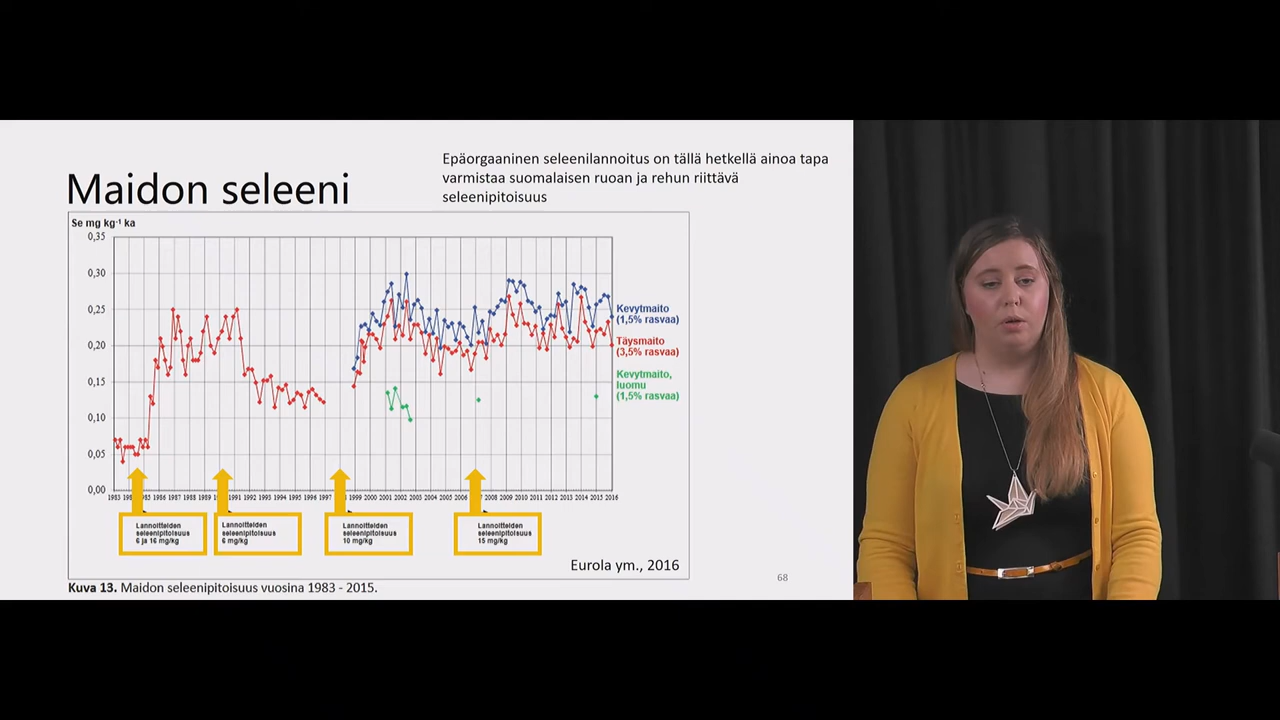 Epäorgaaninen seleenilannoitus on tällä hetkellä ainoa tapa
varmistaa suomalaisen ruoan ja rehun riittävä
seleenipitoisuus
Maidon seleeni
Se mg kg-1 ka
0,35
0,30
0,25
0,20
0,15
0,10
0,05
0,00
Kevytmaito
(1,5% rasvaa)
Täysmaito
(3,5% rasvaa)
Kevytmaito,
luomu
(1,5% rasvaa)
1983 1986 1987 1988 1989 1991 1992 1993 1994 1995 1996 1997 1999 2000 2001 2002 2003 2004 2005 2006 2008 2009 2010 2011 2012 2013 2014 2015 2016
Lannoitteiden
seleenipitoisuus
6 ja 16 mg/kg
Lannoitteiden
seleenipitoisuus
6 mg/kg
Lannoitteiden
seleenipitoisuus
10 mg/kg
Lannoitteiden
seleenipitoisuus
15 mg/kg
Eurola ym., 2016
68
Kuva 13. Maidon seleenipitoisuus vuosina 1983 - 2015.